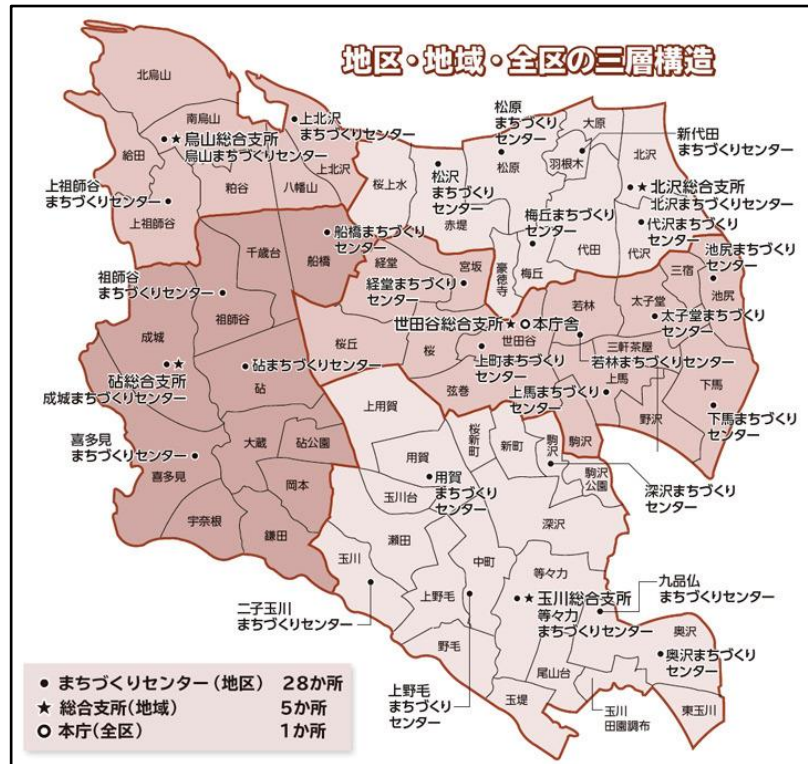 地区・地域・全区の三層構造
北烏山
南烏山
烏山総合支所
烏山まちづくりセンター
給田
粕谷
八幡山
上北沢
上北沢
まちづくりセンター
上祖師谷
まちづくりセンター
上祖師谷
桜上水
松沢
まちづくり
センター
赤堤
松原
まちづくり
センター
松原
大原
羽根木
新代田
まちづくりセンター
北沢
北沢総合支所
北沢まちづくりセンター
代沢まちづくり
センター
代沢
代田
梅丘まちづくり
センター
梅丘
豪徳寺
千歳台
船橋
船橋まちづくり
センター
祖師谷
まちづくりセンター
祖師谷
成城
砧総合支所
成城まちづくりセンター
砧まちづくりセンター
砧
喜多見
まちづくりセンター
喜多見
大蔵
砧公園
岡本
宇奈根
鎌田
経堂
宮坂
経堂まちづくり
センター
桜丘
桜
世田谷総合支所
本庁舎
世田谷
上町まちづくり
センター
弦巻
若林
若林まちづくりセンター
太子堂
太子堂まちづくり
センター
三宿
池尻まちづくり
センター
池尻
三軒茶屋
上馬
上馬まちづくり
センター
駒沢
野沢
下馬
下馬まちづくり
センター
上用賀
用賀
用賀
まちづくり
センター
玉川台
桜新町
新町
駒沢
駒沢
公園
深沢まちづくり
センター
深沢
瀬田
玉川
二子玉川
まちづくりセンター
中町
上野毛
野毛
上野毛
まちづくり
センター
等々力
玉川総合支所
等々力
まちづくりセンター
九品仏
まちづくりセンター
奥沢
奥沢まちづくり
センター
尾山台
玉堤
玉川
田園調布
東玉川
● まちづくりセンター(地区) 28か所
★ 総合支所(地域) 5か所
○ 本庁(全区) 1か所